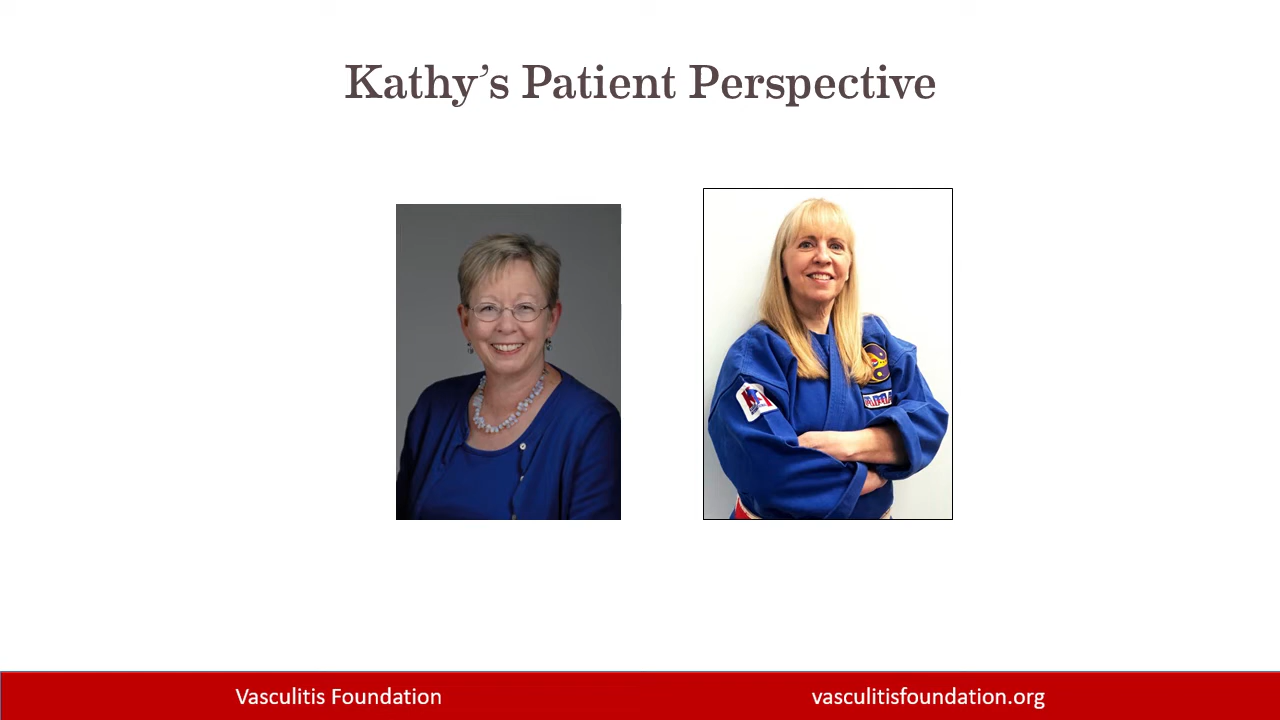 Kathy’s Patient Perspective
Vasculitis Foundation
vasculitisfoundation.org